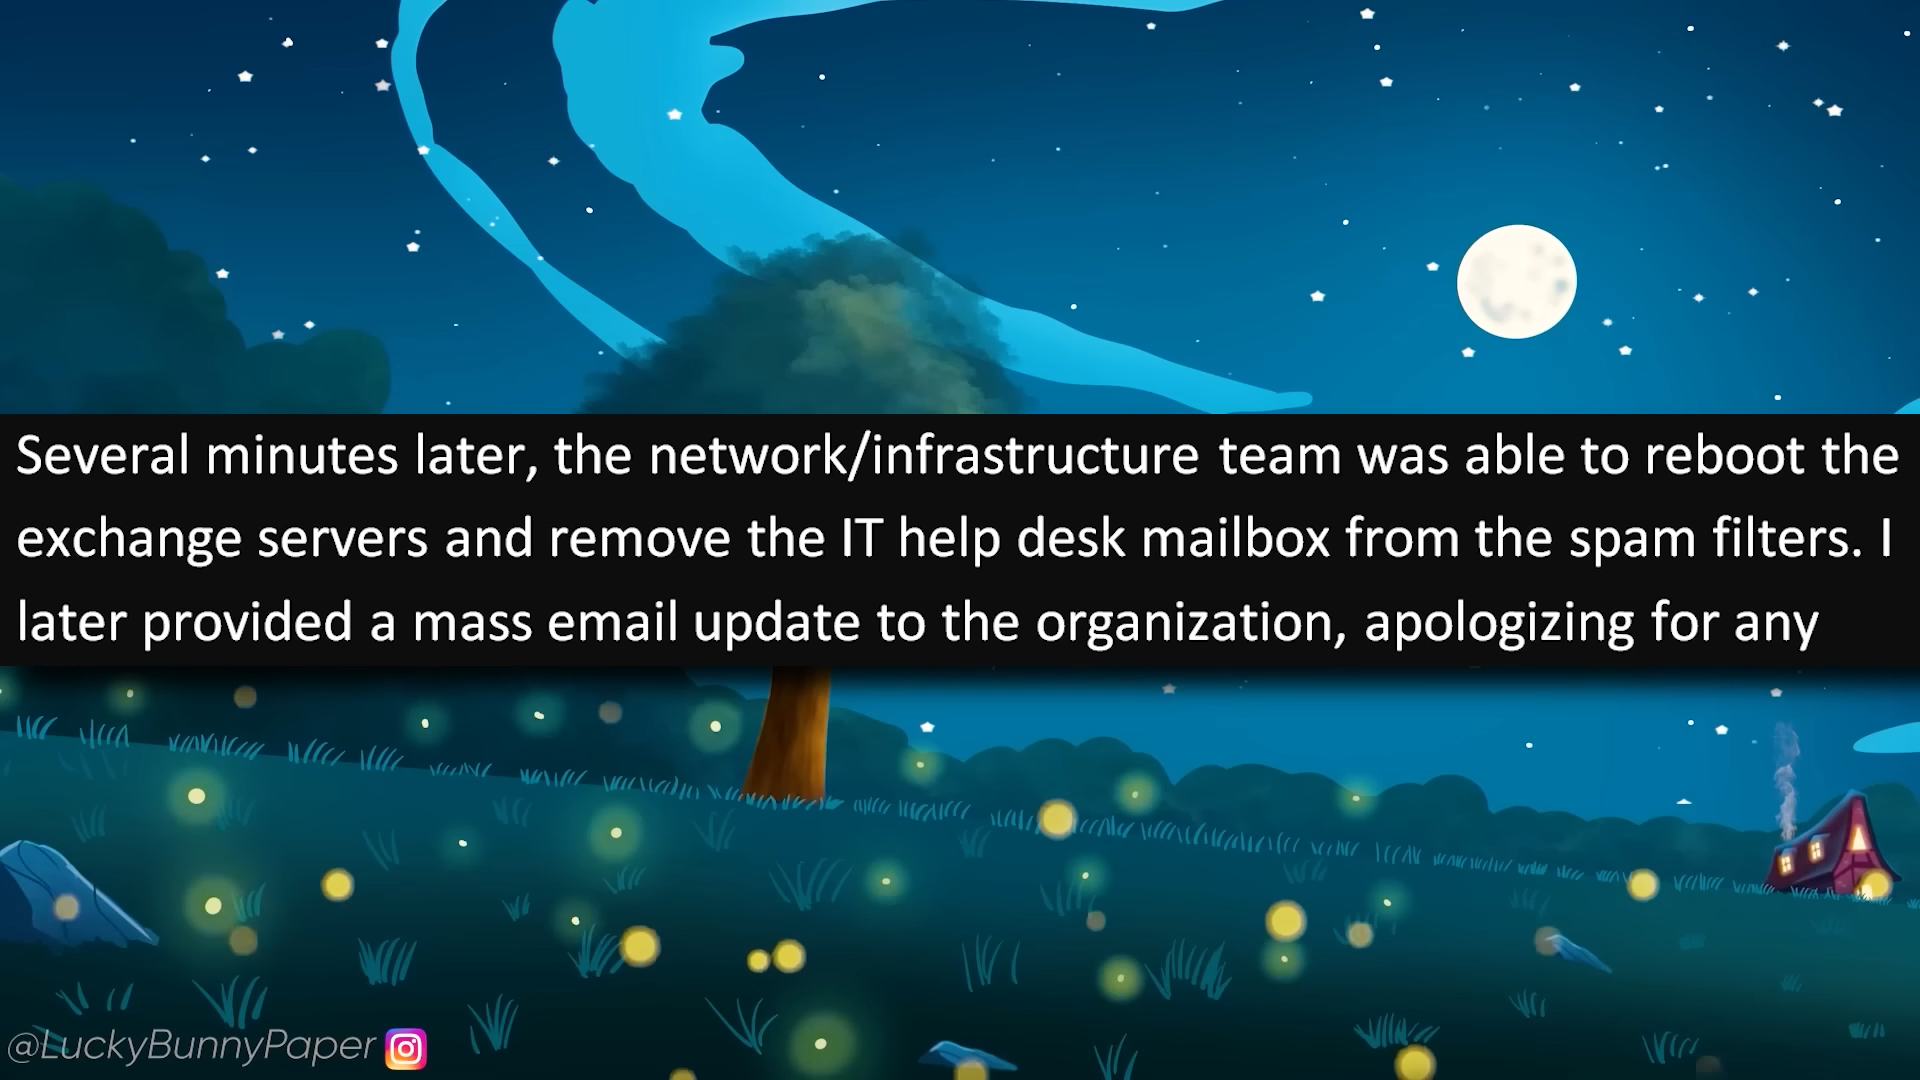 Several minutes later, the network/infrastructure team was able to reboot the
exchange servers and remove the IT help desk mailbox from the spam filters. I
later provided a mass email update to the organization, apologizing for any
@LuckyBunnyPaper